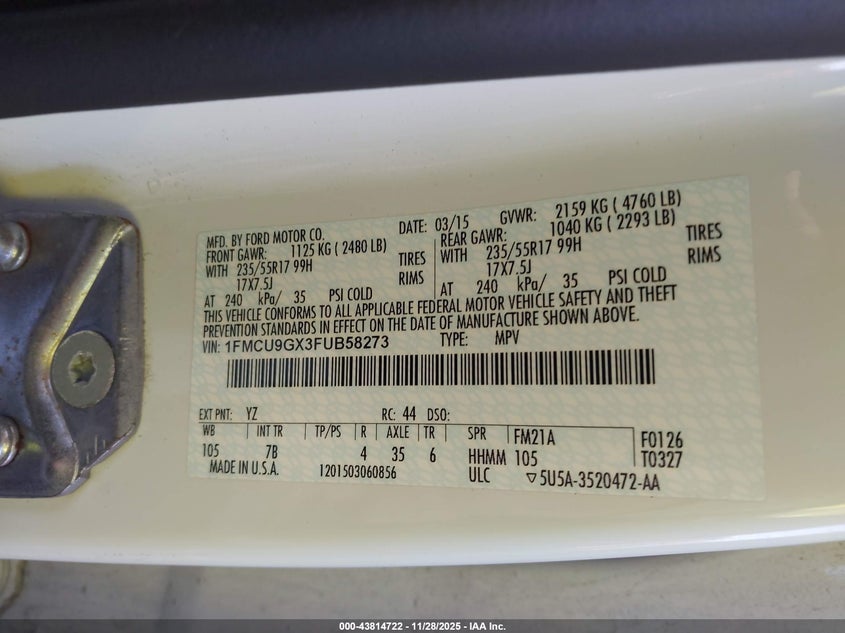 MFD. BY FORD MOTOR CO. DATE: 03/15 GVWR: 2159 KG ( 4760 LB)
FRONT GAWR: 1125 KG ( 2480 LB) REAR GAWR: 1040 KG ( 2293 LB)
WITH 235/55R17 99H TIRES WITH 235/55R17 99H TIRES
17X7.5J RIMS 17X7.5J RIMS
AT 240 kPa/ 35 PSI COLD AT 240 kPa/ 35 PSI COLD
THIS VEHICLE CONFORMS TO ALL APPLICABLE FEDERAL MOTOR VEHICLE SAFETY AND THEFT
PREVENTION STANDARDS IN EFFECT ON THE DATE OF MANUFACTURE SHOWN ABOVE.
VIN: 1FMCU9GX3FUB58273 TYPE: MPV
EXT PNT: YZ RC: 44 DSO:
WB INT TR TP/PS R AXLE TR SPR FM21A F0126
105 7B 4 35 6 HHMM 105 T0327
MADE IN U.S.A. 1201503060856 ULC ▽5U5A-3520472-AA
000-43814722 | 11/28/2025 - IAA Inc.